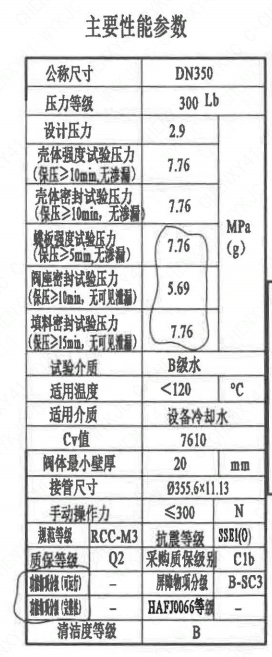 主要性能参数
公称尺寸 DN350
压力等级 300 Lb
设计压力 2.9 MPa(g)
壳体强度试验压力 7.76
(保压≥10min,无渗漏)
壳体密封试验压力 7.76
(保压≥10min, 无渗漏)
蝶板强度试验压力 7.76
(保压≥5min,无渗漏)
阀座密封试验压力 5.69
(保压≥10min, 无可见泄漏)
填料密封试验压力 7.76
(保压≥15min, 无可见泄漏)
试验介质 B级水
适用温度 <120 °C
适用介质 设备冷却水
Cv值 7610
阀体最小壁厚 20 mm
接管尺寸 Ø355.6×11.13
手动操作力 ≤300 N
规范等级 RCC-M3 抗震等级 SSE1(0)
质保等级 Q2 采购质保级别 C1b
– 屏障物项分级 B-SC3
– HAFJ0066等级 –
清洁度等级 B